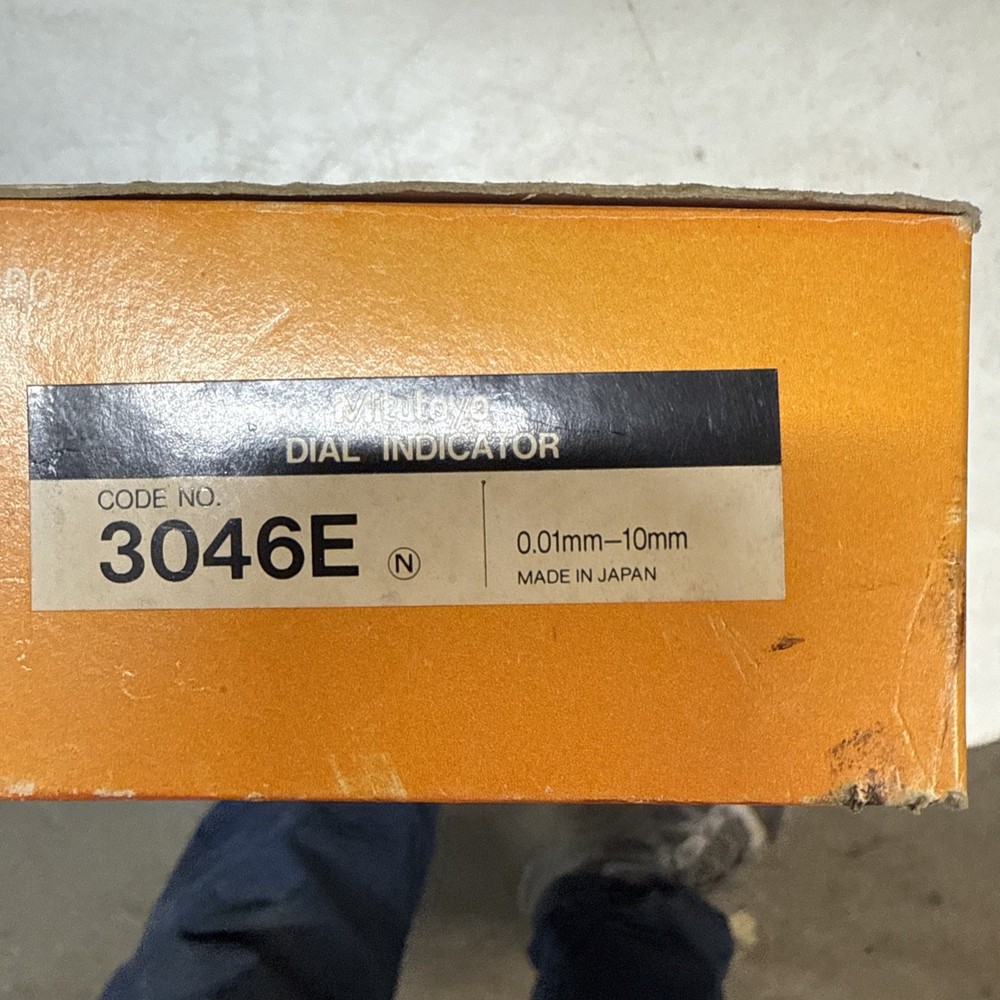 Mitutoyo
DIAL INDICATOR
CODE NO.
3046E Ⓝ
0.01mm–10mm
MADE IN JAPAN